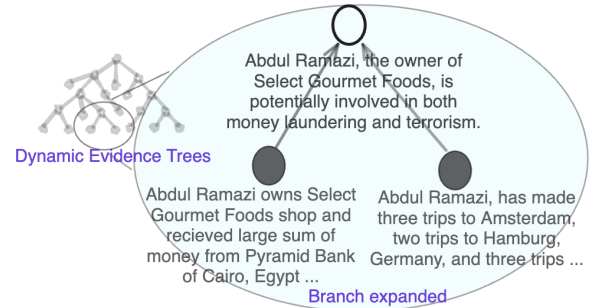 Abdul Ramazi, the owner of
Select Gourmet Foods, is
potentially involved in both
money laundering and terrorism.
Dynamic Evidence Trees
Abdul Ramazi owns Select
Gourmet Foods shop and
recieved large sum of
money from Pyramid Bank
of Cairo, Egypt ...
Abdul Ramazi, has made
three trips to Amsterdam,
two trips to Hamburg,
Germany, and three trips ...
Branch expanded